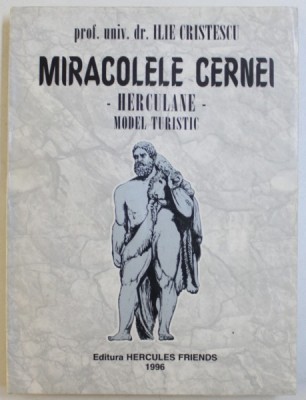 prof. univ. dr. ILIE CRISTESCU
MIRACOLELE CERNEI
- HERCULANE -
MODEL TURISTIC
Editura HERCULES FRIENDS
1996